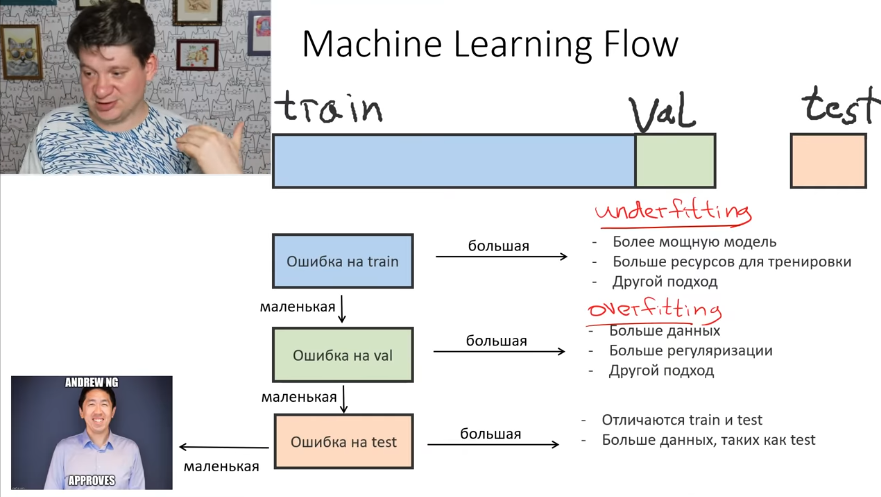 Machine Learning Flow
train
val
test
underfitting
Ошибка на train
большая
- Более мощную модель
- Больше ресурсов для тренировки
- Другой подход
маленькая
overfitting
Ошибка на val
большая
- Больше данных
- Больше регуляризации
- Другой подход
маленькая
Ошибка на test
большая
- Отличаются train и test
- Больше данных, таких как test
маленькая
ANDREW NG
APPROVES